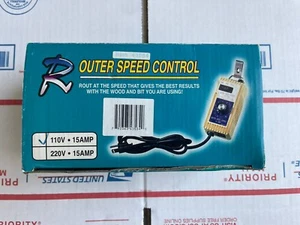 R OUTER SPEED CONTROL
ROUT AT THE SPEED THAT GIVES THE BEST RESULTS
WITH THE WOOD AND BIT YOU ARE USING!
110V • 15AMP
220V • 15AMP
UNITED STATES
PRIORITY
MAIL
PRIORITY